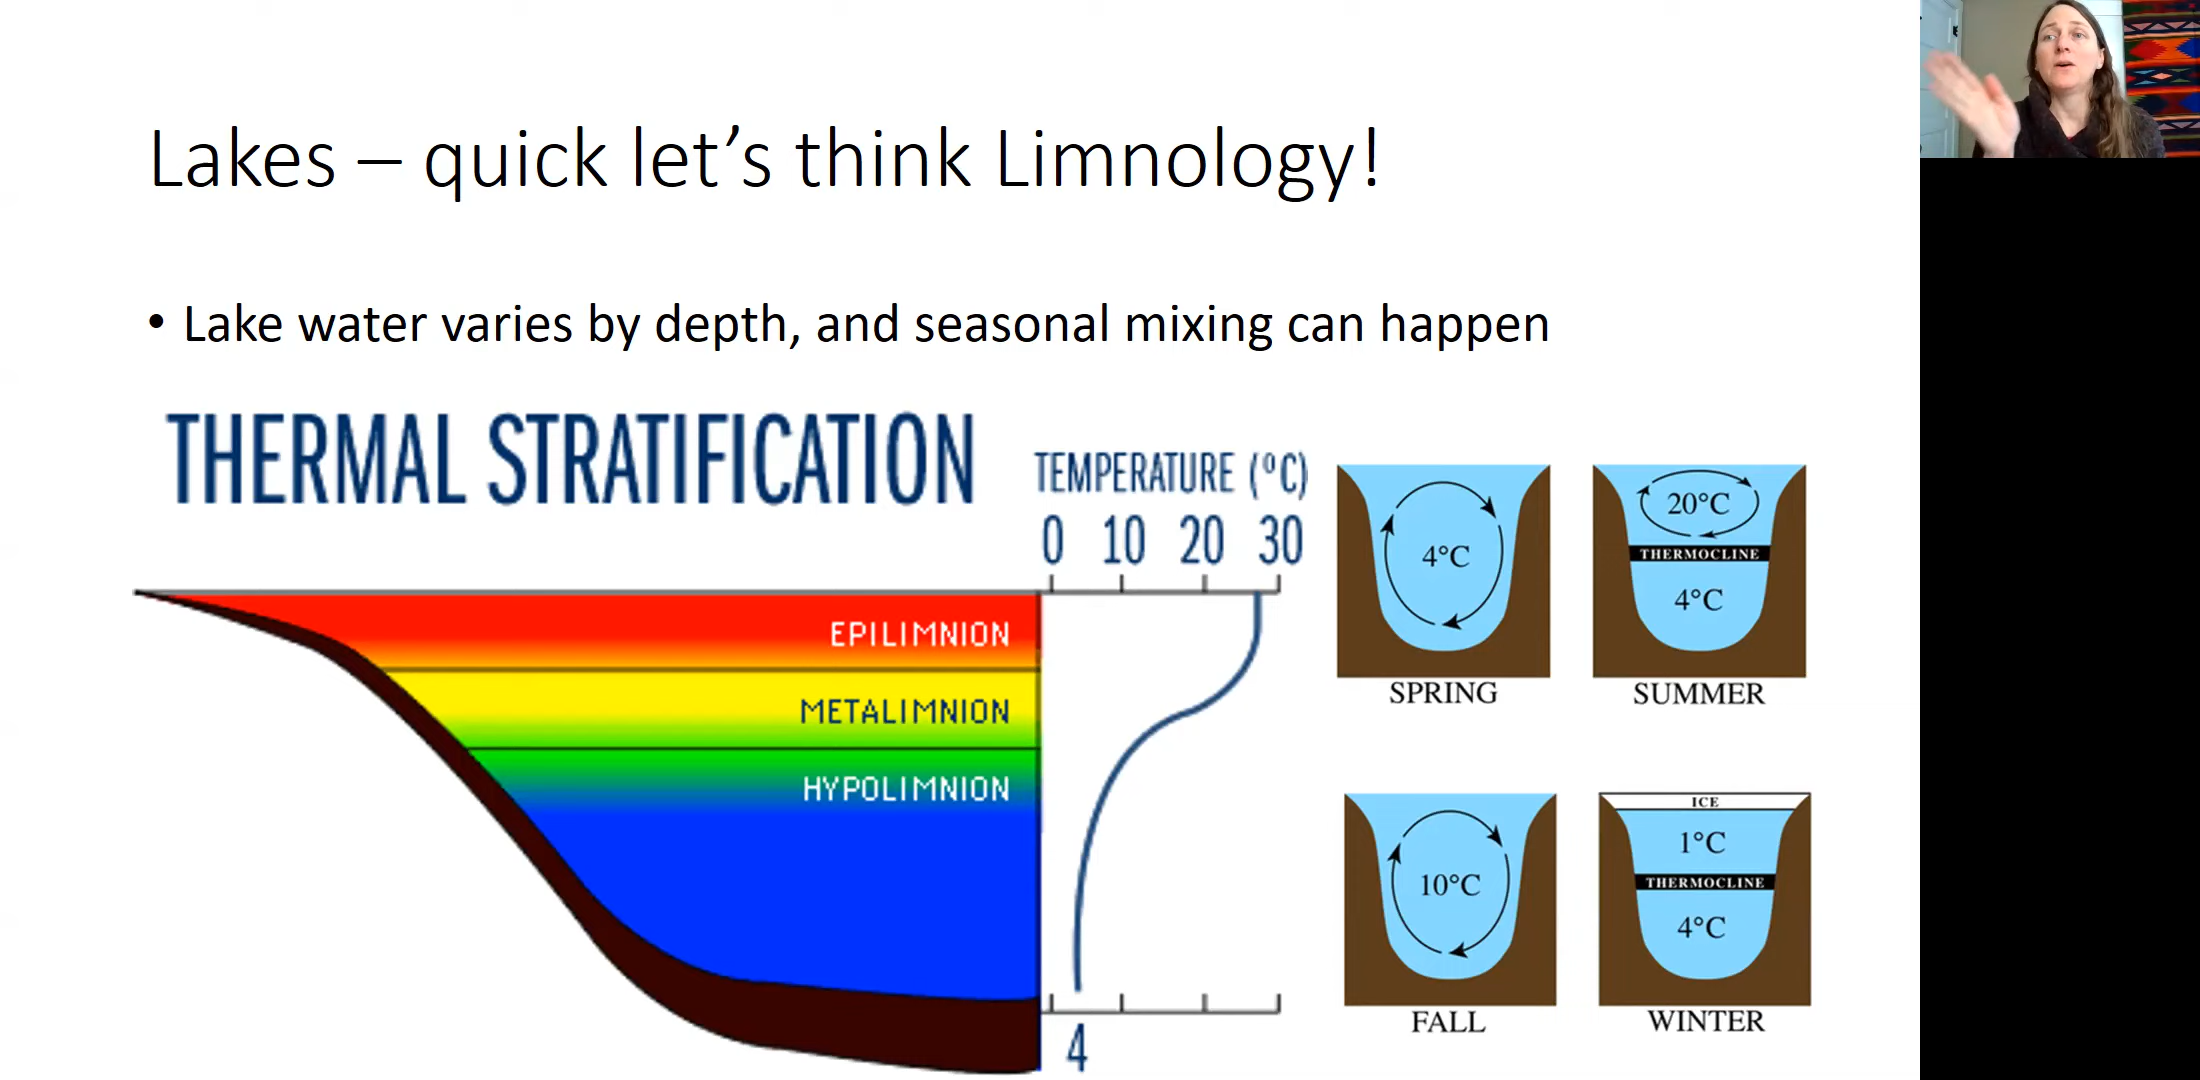 Lakes – quick let’s think Limnology!
• Lake water varies by depth, and seasonal mixing can happen
THERMAL STRATIFICATION
TEMPERATURE (ºC)
0 10 20 30
EPILIMNION
METALIMNION
HYPOLIMNION
4
4°C
SPRING
20°C
THERMOCLINE
4°C
SUMMER
10°C
FALL
ICE
1°C
THERMOCLINE
4°C
WINTER